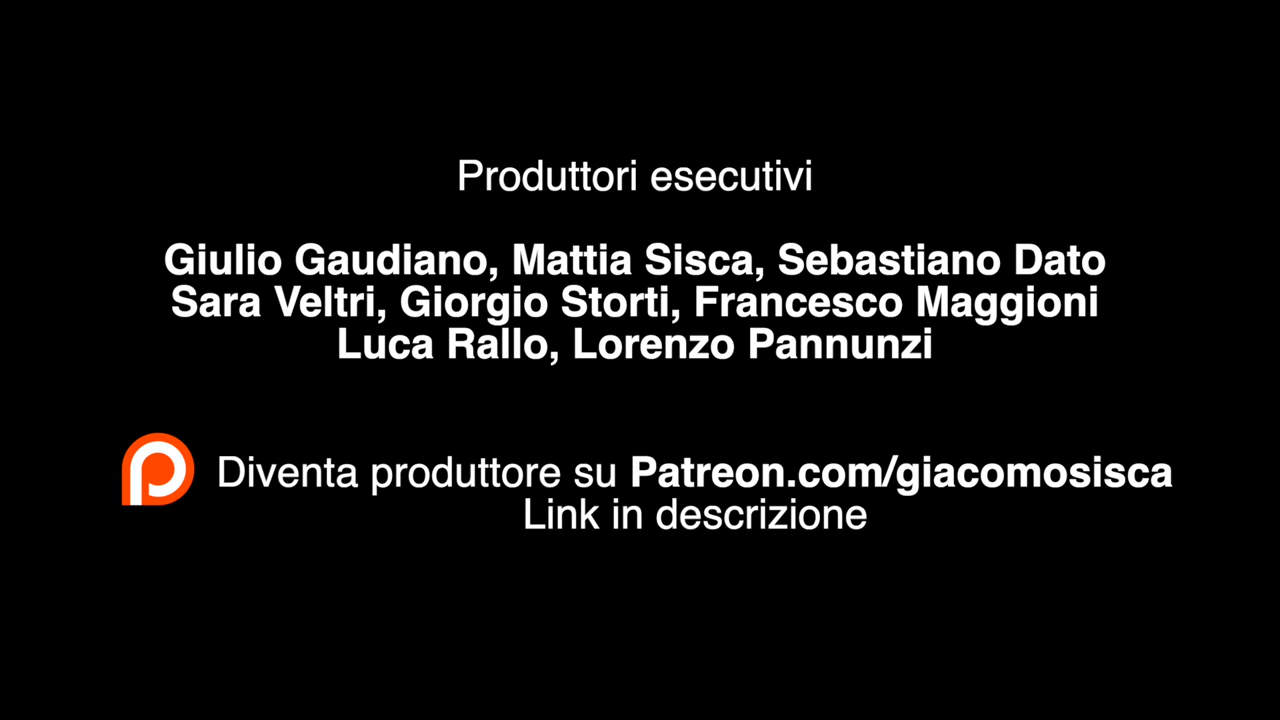 Produttori esecutivi
Giulio Gaudiano, Mattia Sisca, Sebastiano Dato
Sara Veltri, Giorgio Storti, Francesco Maggioni
Luca Rallo, Lorenzo Pannunzi
Diventa produttore su Patreon.com/giacomosisca
Link in descrizione